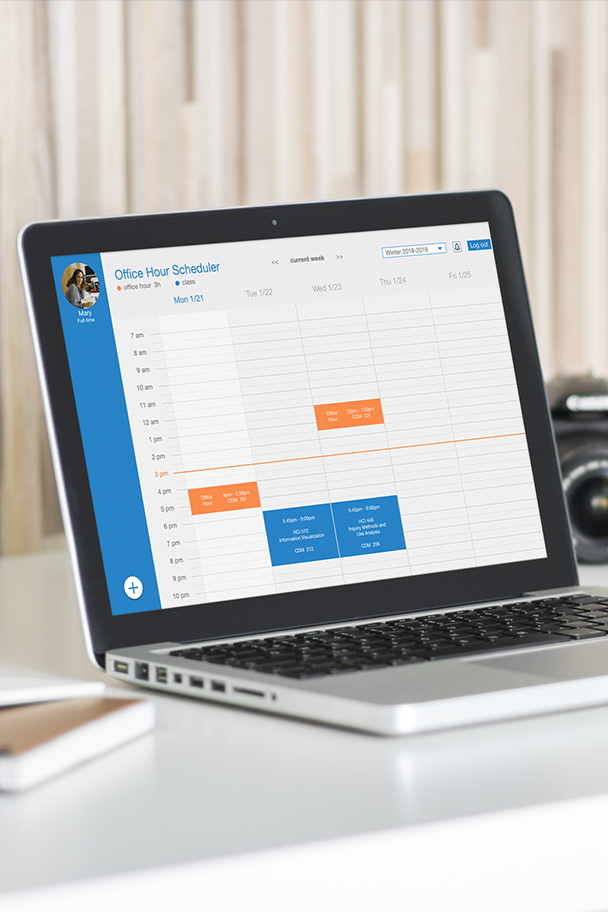 Office Hour Scheduler
<< current week >>
Winter 2018-2019
Log out
office hour 3h
class
Mary
Full-time
Mon 1/21
Tue 1/22
Wed 1/23
Thu 1/24
Fri 1/25
7 am
8 am
9 am
10 am
11 am
12 am
1 pm
2 pm
3 pm
4 pm
5 pm
6 pm
7 pm
8 pm
9 pm
10 pm
Office Hour
12pm - 1:30pm
CDM 701
Office Hour
4pm - 5:30pm
CDM 701
5:45pm - 9:00pm
HCI 512
Information Visualization
CDM 212
5:45pm - 9:00pm
HCI 445
Inquiry Methods and
Use Analysis
CDM 206